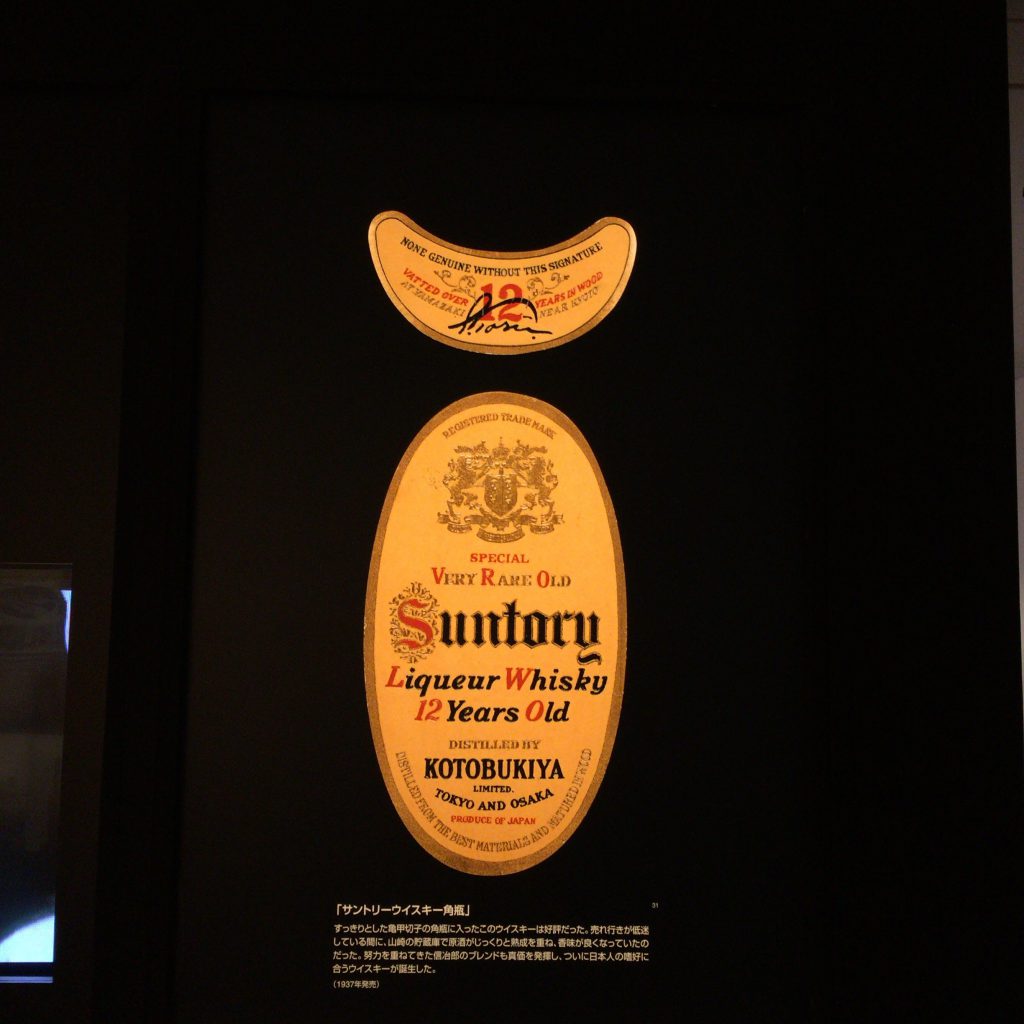 NONE GENUINE WITHOUT THIS SIGNATURE
VATTED OVER 12 YEARS IN WOOD
AT YAMAZAKI NEAR KYOTO
REGISTERED TRADE MARK
SPECIAL
VERY RARE OLD
Suntory
Liqueur Whisky
12 Years Old
DISTILLED BY
KOTOBUKIYA
LIMITED.
TOKYO AND OSAKA
PRODUCE OF JAPAN
DISTILLED FROM THE BEST MATERIALS AND MATURED IN WOOD
「サントリーウイスキー角瓶」
31
すっきりとした亀甲切子の角瓶に入ったこのウイスキーは好評だった。売れ行きが低迷
している間に、山崎の貯蔵庫で原酒がじっくりと熟成を重ね、香味が良くなっていたの
だった。努力を重ねてきた信治郎のブレンドも真価を発揮し、ついに日本人の嗜好に
合うウイスキーが誕生した。
（1937年発売）